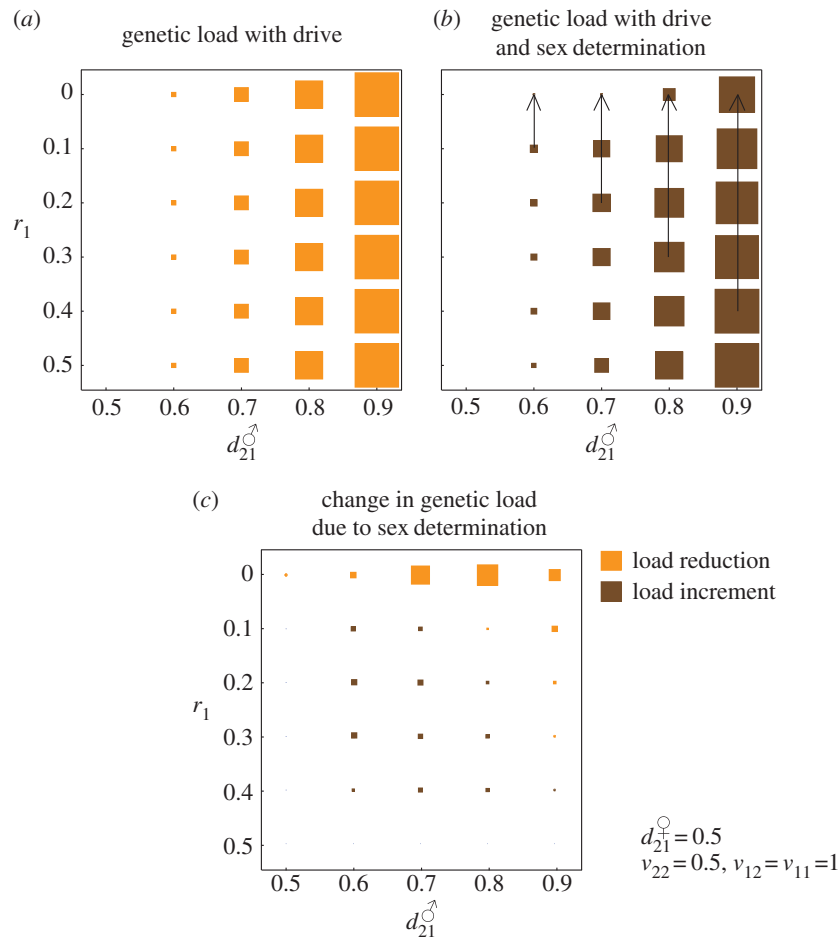 (a)
genetic load with drive
0
0.1
0.2
r₁
0.3
0.4
0.5
0.5 0.6 0.7 0.8 0.9
d₂₁♂
(b)
genetic load with drive
and sex determination
0
0.1
0.2
r₁
0.3
0.4
0.5
0.5 0.6 0.7 0.8 0.9
d₂₁♂
(c)
change in genetic load
due to sex determination
load reduction
load increment
0
0.1
0.2
r₁
0.3
0.4
0.5
0.5 0.6 0.7 0.8 0.9
d₂₁♂
d₂₁♀=0.5
v₂₂=0.5, v₁₂=v₁₁=1